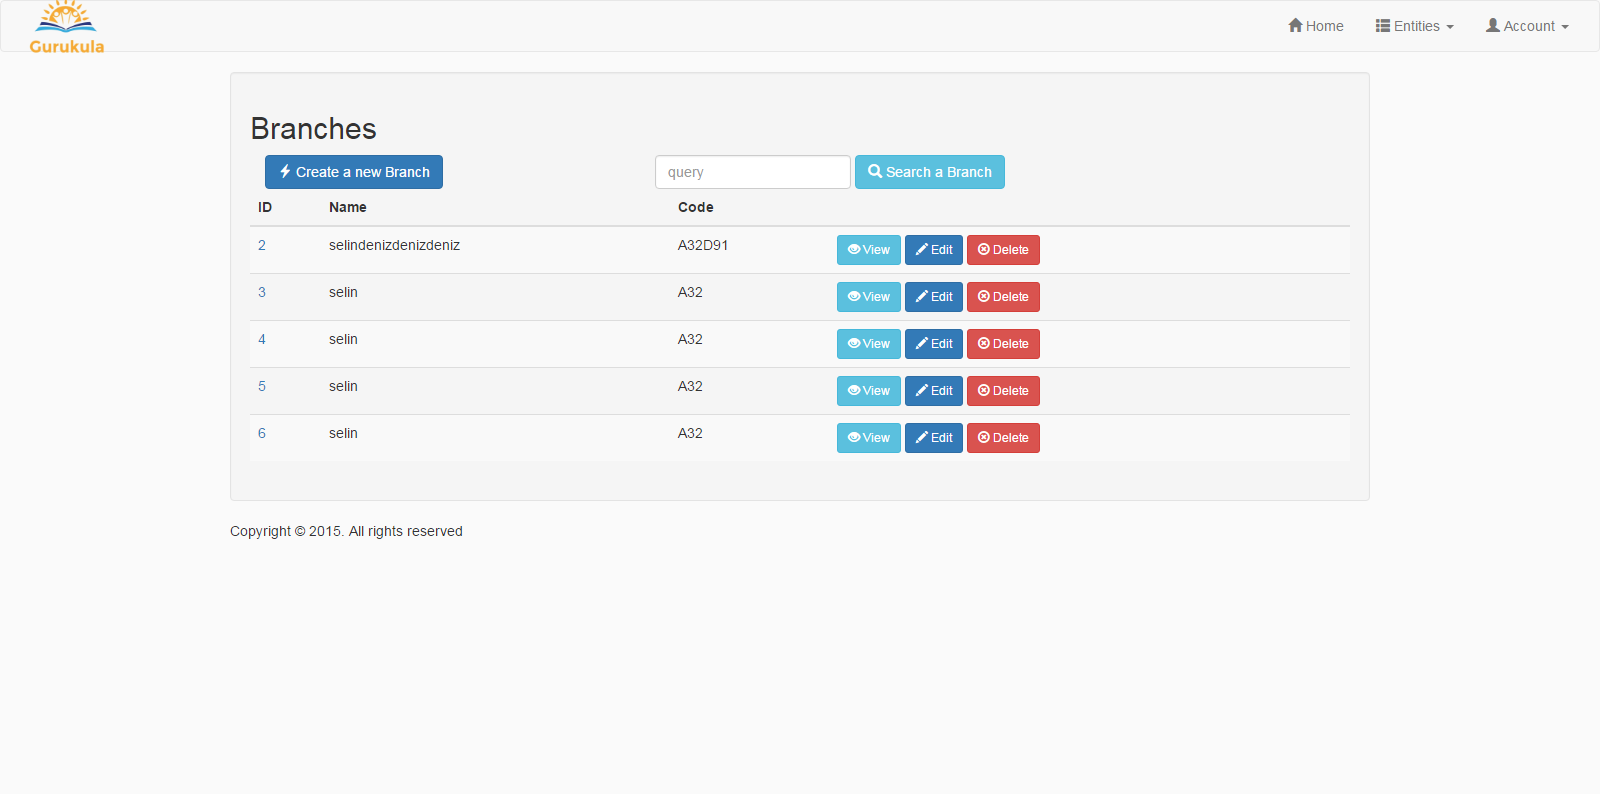 Gurukula
Home Entities Account
Branches
Create a new Branch query Search a Branch
ID Name Code
2 selindenizdenizdeniz A32D91 View Edit Delete
3 selin A32 View Edit Delete
4 selin A32 View Edit Delete
5 selin A32 View Edit Delete
6 selin A32 View Edit Delete
Copyright © 2015. All rights reserved